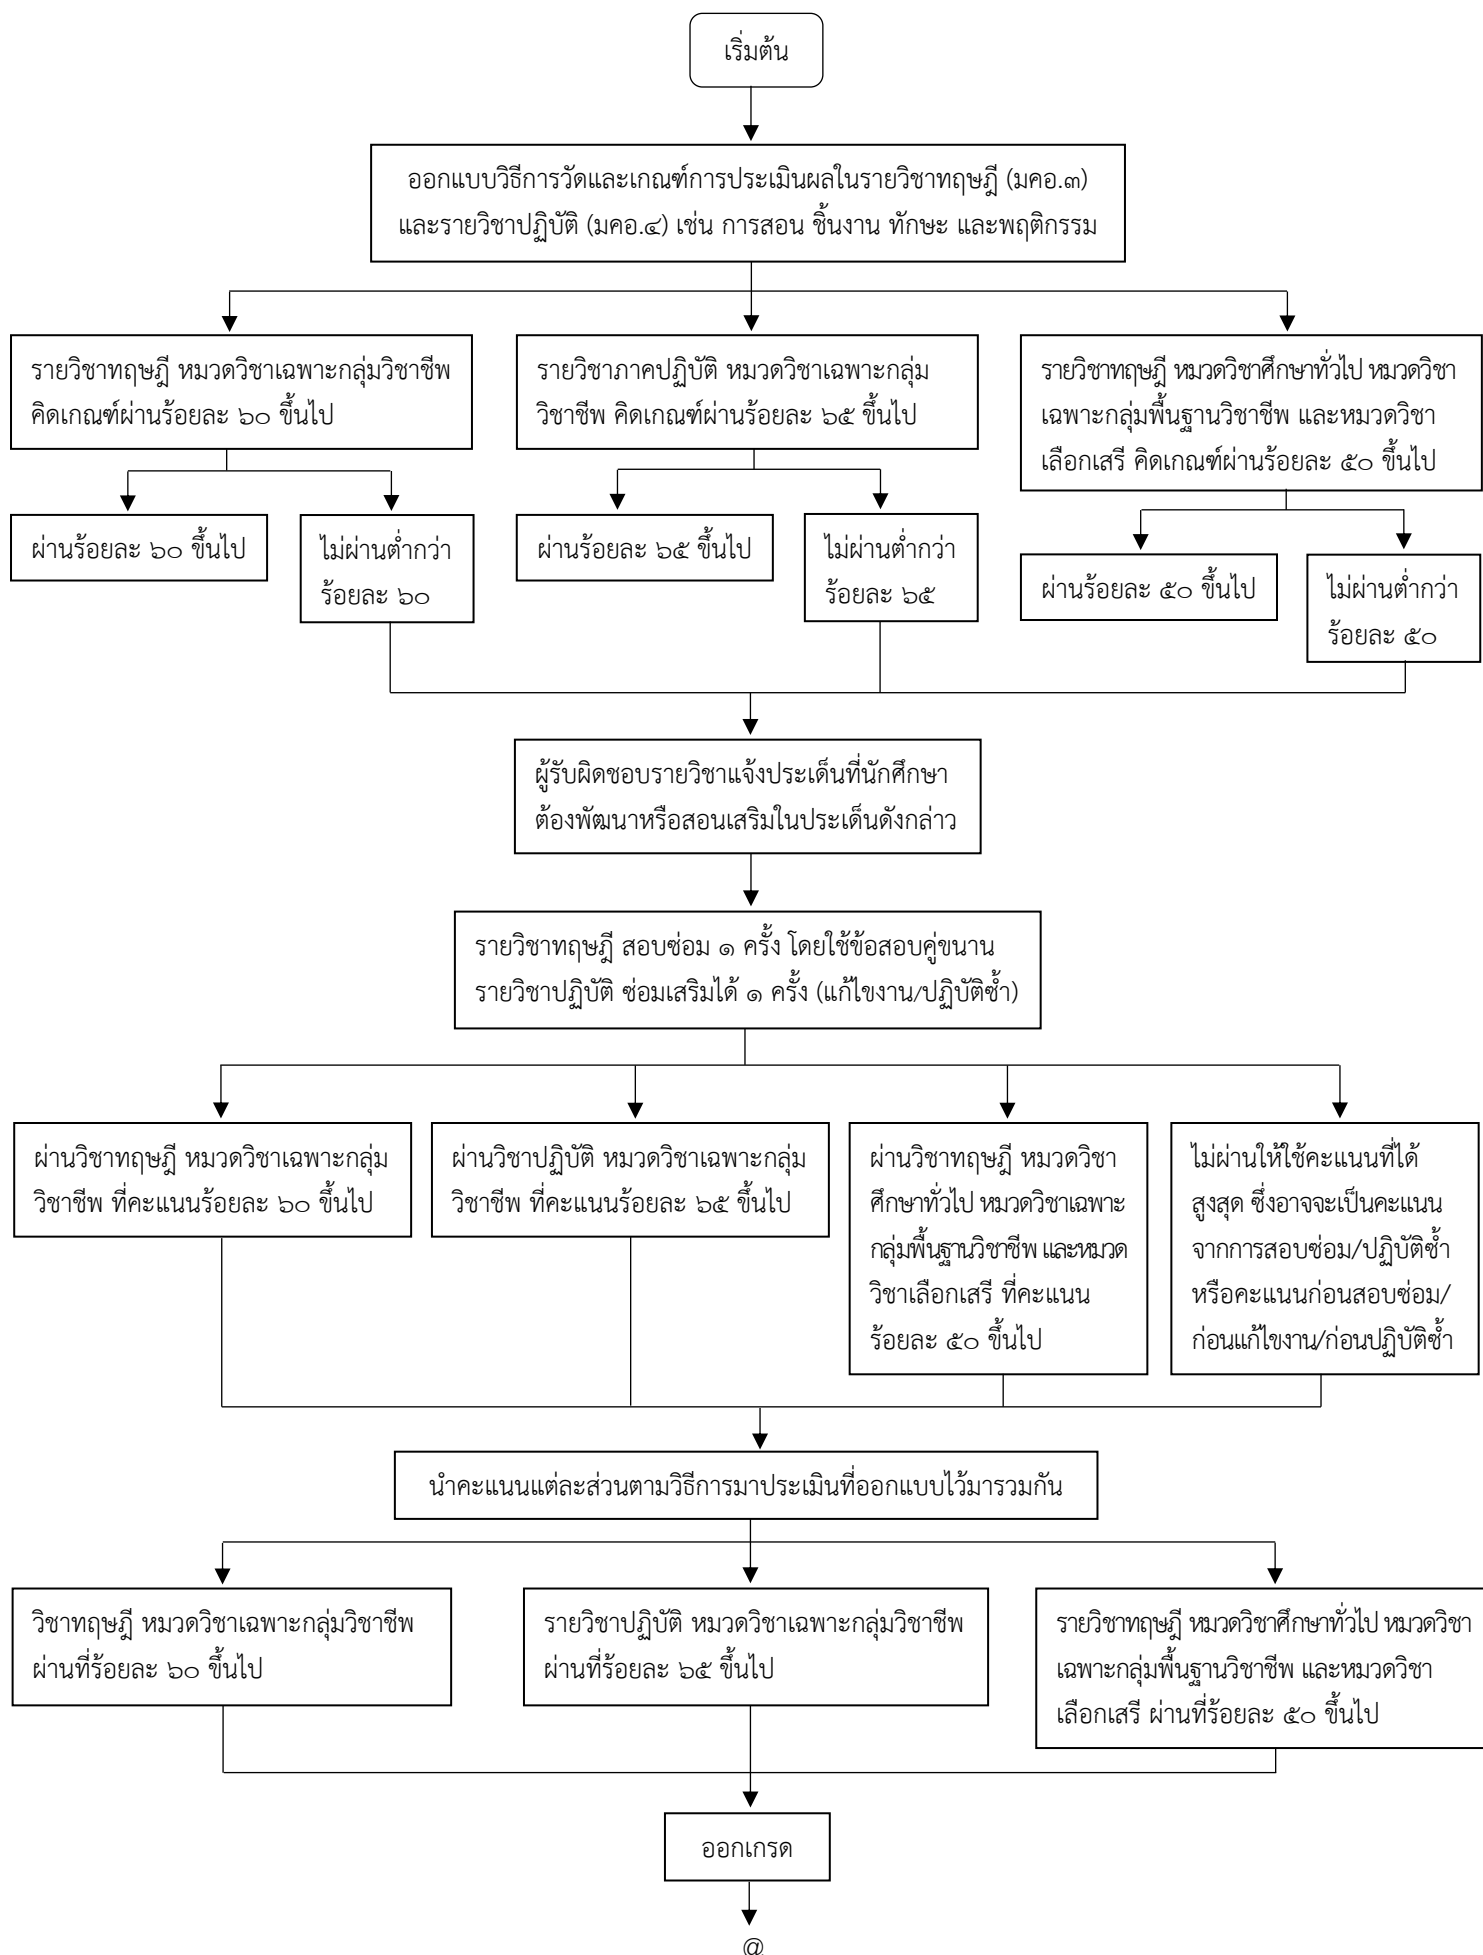 เริ่มต้น
ออกแบบวิธีการวัดและเกณฑ์การประเมินผลในรายวิชาทฤษฎี (มคอ.๓)
และรายวิชาปฏิบัติ (มคอ.๔) เช่น การสอน ชิ้นงาน ทักษะ และพฤติกรรม
รายวิชาทฤษฎี หมวดวิชาเฉพาะกลุ่มวิชาชีพ
คิดเกณฑ์ผ่านร้อยละ ๖๐ ขึ้นไป
รายวิชาภาคปฏิบัติ หมวดวิชาเฉพาะกลุ่ม
วิชาชีพ คิดเกณฑ์ผ่านร้อยละ ๖๕ ขึ้นไป
รายวิชาทฤษฎี หมวดวิชาศึกษาทั่วไป หมวดวิชา
เฉพาะกลุ่มพื้นฐานวิชาชีพ และหมวดวิชา
เลือกเสรี คิดเกณฑ์ผ่านร้อยละ ๕๐ ขึ้นไป
ผ่านร้อยละ ๖๐ ขึ้นไป
ไม่ผ่านต่ำกว่า
ร้อยละ ๖๐
ผ่านร้อยละ ๖๕ ขึ้นไป
ไม่ผ่านต่ำกว่า
ร้อยละ ๖๕
ผ่านร้อยละ ๕๐ ขึ้นไป
ไม่ผ่านต่ำกว่า
ร้อยละ ๕๐
ผู้รับผิดชอบรายวิชาแจ้งประเด็นที่นักศึกษา
ต้องพัฒนาหรือสอนเสริมในประเด็นดังกล่าว
รายวิชาทฤษฎี สอบซ่อม ๑ ครั้ง โดยใช้ข้อสอบคู่ขนาน
รายวิชาปฏิบัติ ซ่อมเสริมได้ ๑ ครั้ง (แก้ไขงาน/ปฏิบัติซ้ำ)
ผ่านวิชาทฤษฎี หมวดวิชาเฉพาะกลุ่ม
วิชาชีพ ที่คะแนนร้อยละ ๖๐ ขึ้นไป
ผ่านวิชาปฏิบัติ หมวดวิชาเฉพาะกลุ่ม
วิชาชีพ ที่คะแนนร้อยละ ๖๕ ขึ้นไป
ผ่านวิชาทฤษฎี หมวดวิชา
ศึกษาทั่วไป หมวดวิชาเฉพาะ
กลุ่มพื้นฐานวิชาชีพ และหมวด
วิชาเลือกเสรี ที่คะแนน
ร้อยละ ๕๐ ขึ้นไป
ไม่ผ่านให้ใช้คะแนนที่ได้
สูงสุด ซึ่งอาจจะเป็นคะแนน
จากการสอบซ่อม/ปฏิบัติซ้ำ
หรือคะแนนก่อนสอบซ่อม/
ก่อนแก้ไขงาน/ก่อนปฏิบัติซ้ำ
นำคะแนนแต่ละส่วนตามวิธีการมาประเมินที่ออกแบบไว้มารวมกัน
วิชาทฤษฎี หมวดวิชาเฉพาะกลุ่มวิชาชีพ
ผ่านที่ร้อยละ ๖๐ ขึ้นไป
รายวิชาปฏิบัติ หมวดวิชาเฉพาะกลุ่มวิชาชีพ
ผ่านที่ร้อยละ ๖๕ ขึ้นไป
รายวิชาทฤษฎี หมวดวิชาศึกษาทั่วไป หมวดวิชา
เฉพาะกลุ่มพื้นฐานวิชาชีพ และหมวดวิชา
เลือกเสรี ผ่านที่ร้อยละ ๕๐ ขึ้นไป
ออกเกรด
@